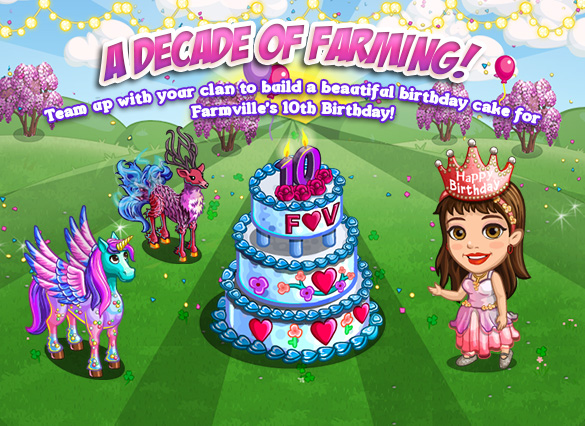 A DECADE OF FARMING!
Team up with your clan to build a beautiful birthday cake for
Farmville's 10th Birthday!
10
F V
Happy
Birthday